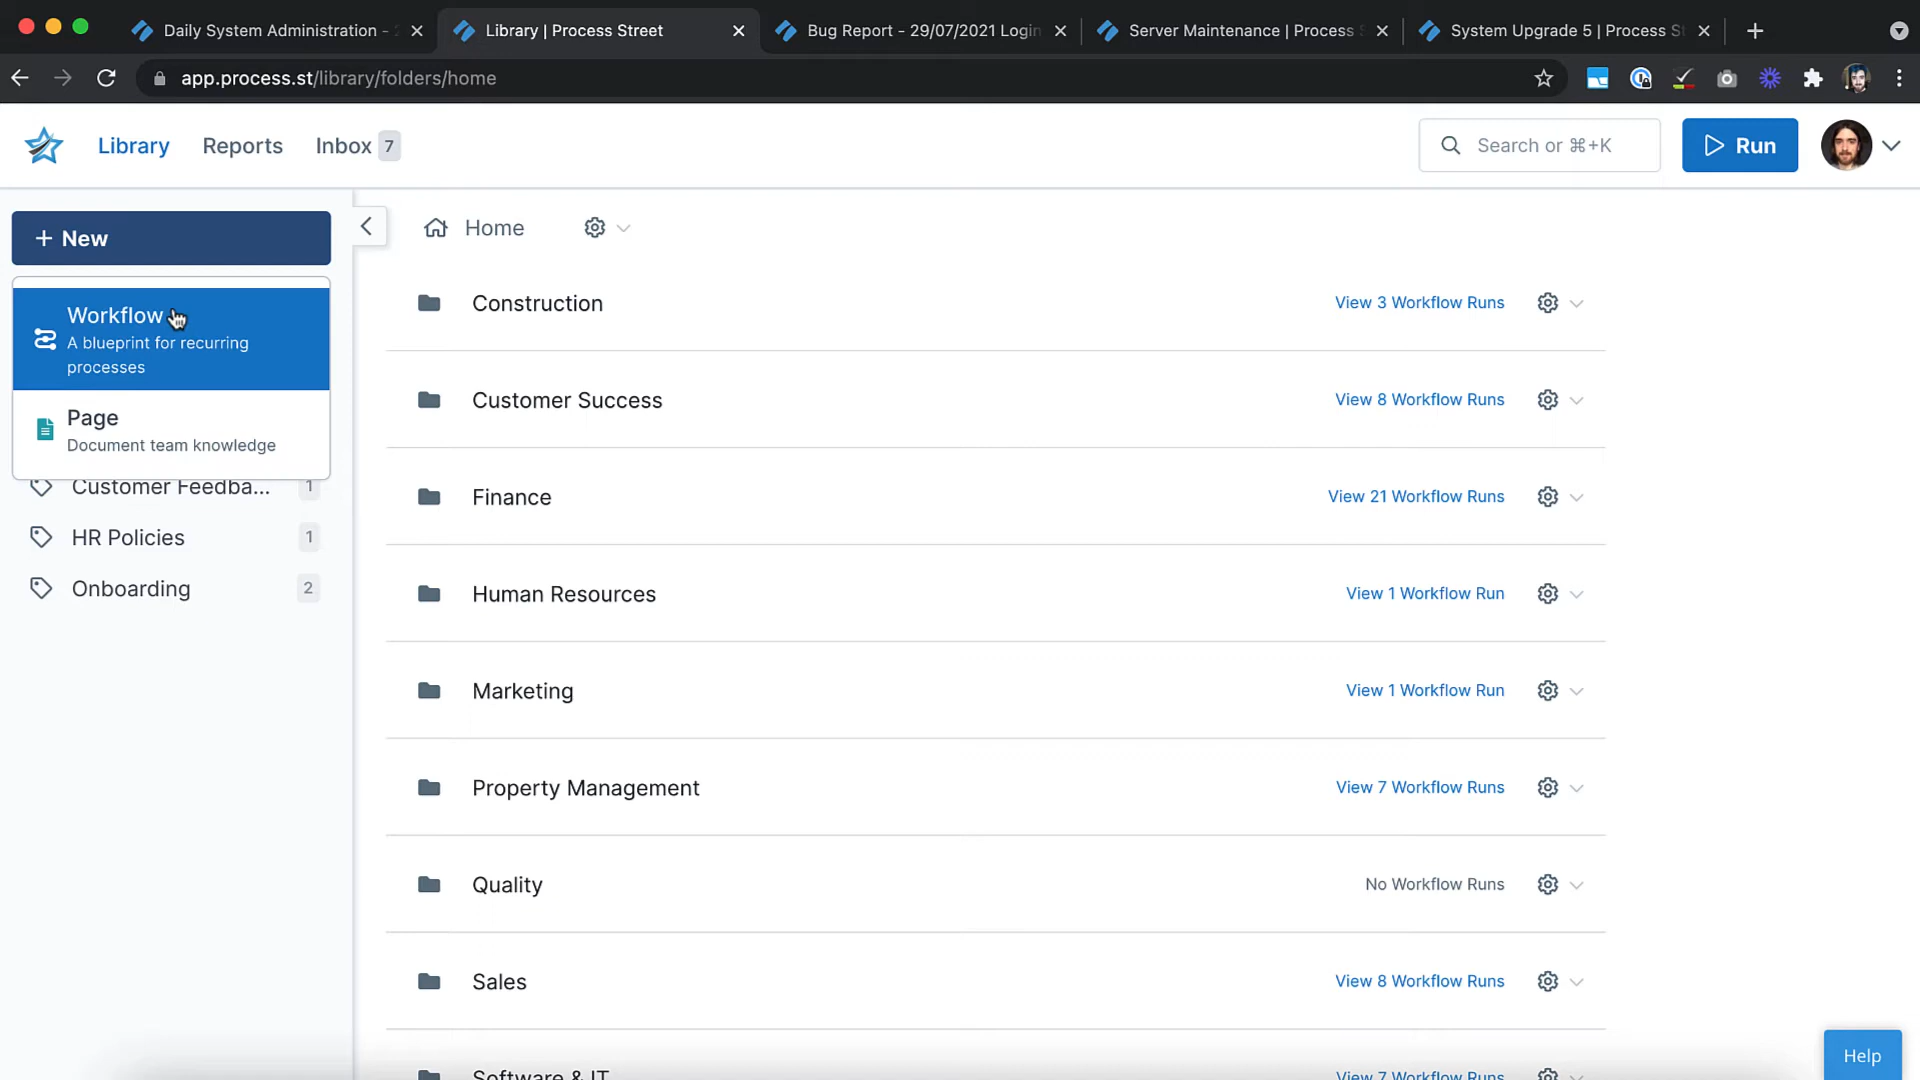 Daily System Administration -
Library | Process Street
Bug Report - 29/07/2021 Login
Server Maintenance | Process
System Upgrade 5 | Process St
app.process.st/library/folders/home
Library
Reports
Inbox 7
Search or ⌘+K
Run
+ New
Workflow
A blueprint for recurring
processes
Page
Document team knowledge
Customer Feedba... 1
HR Policies 1
Onboarding 2
Home
Construction View 3 Workflow Runs
Customer Success View 8 Workflow Runs
Finance View 21 Workflow Runs
Human Resources View 1 Workflow Run
Marketing View 1 Workflow Run
Property Management View 7 Workflow Runs
Quality No Workflow Runs
Sales View 8 Workflow Runs
Software & IT View 7 Workflow Runs
Help